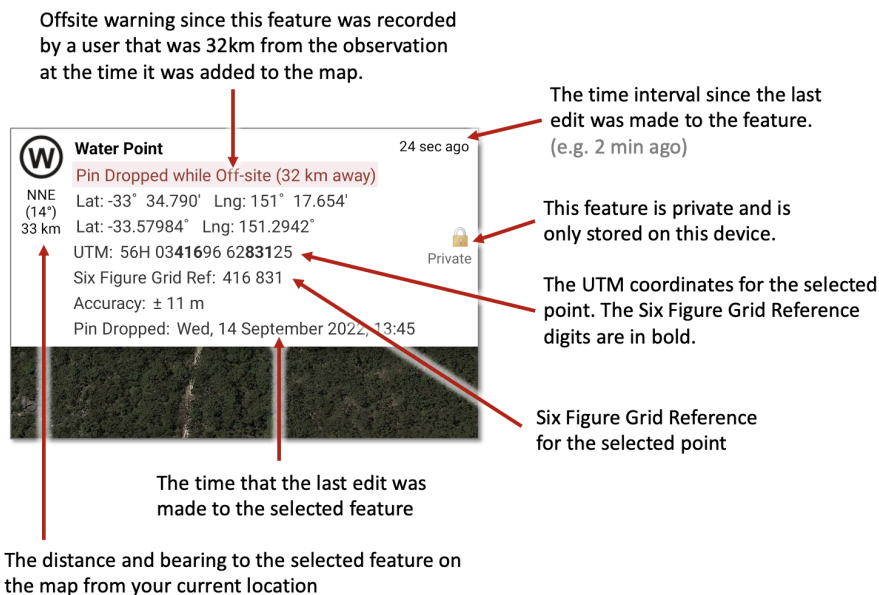 Offsite warning since this feature was recorded
by a user that was 32km from the observation
at the time it was added to the map.
The time interval since the last
edit was made to the feature.
(e.g. 2 min ago)
W
Water Point
24 sec ago
Pin Dropped while Off-site (32 km away)
NNE
(14°)
33 km
Lat: -33° 34.790' Lng: 151° 17.654'
Lat: -33.57984° Lng: 151.2942°
UTM: 56H 0341696 6283125
Six Figure Grid Ref: 416 831
Accuracy: ± 11 m
Pin Dropped: Wed, 14 September 2022, 13:45
Private
This feature is private and is
only stored on this device.
The UTM coordinates for the selected
point. The Six Figure Grid Reference
digits are in bold.
Six Figure Grid Reference
for the selected point
The time that the last edit was
made to the selected feature
The distance and bearing to the selected feature on
the map from your current location